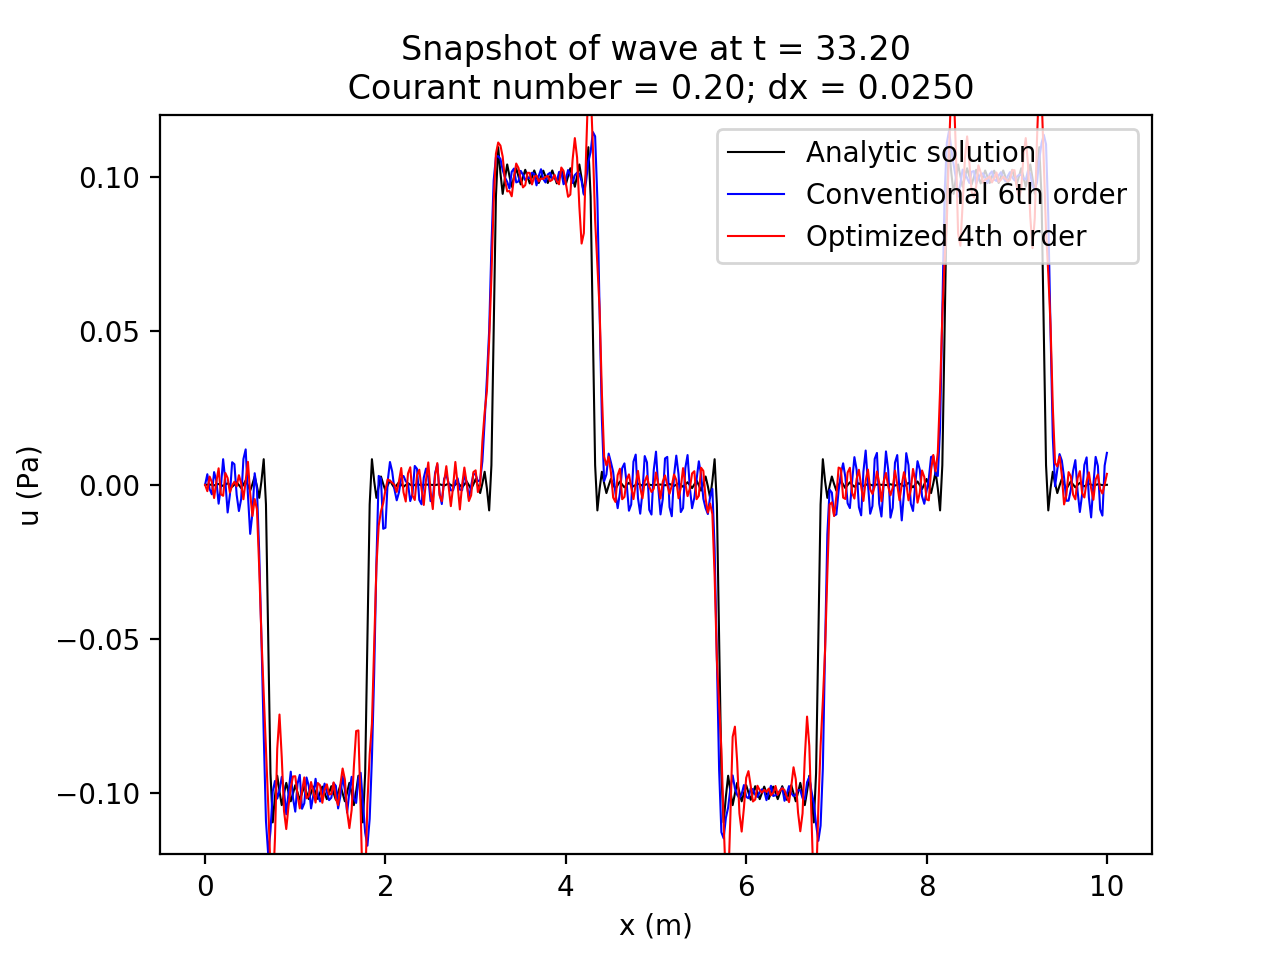 Snapshot of wave at t = 33.20
Courant number = 0.20; dx = 0.0250
Analytic solution
Conventional 6th order
Optimized 4th order
0.10
0.05
0.00
−0.05
−0.10
u (Pa)
0 2 4 6 8 10
x (m)